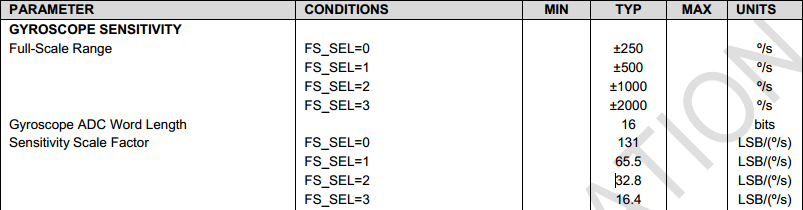 PARAMETER CONDITIONS MIN TYP MAX UNITS
GYROSCOPE SENSITIVITY
Full-Scale Range FS_SEL=0 ±250 º/s
FS_SEL=1 ±500 º/s
FS_SEL=2 ±1000 º/s
FS_SEL=3 ±2000 º/s
Gyroscope ADC Word Length 16 bits
Sensitivity Scale Factor FS_SEL=0 131 LSB/(º/s)
FS_SEL=1 65.5 LSB/(º/s)
FS_SEL=2 32.8 LSB/(º/s)
FS_SEL=3 16.4 LSB/(º/s)
ATION